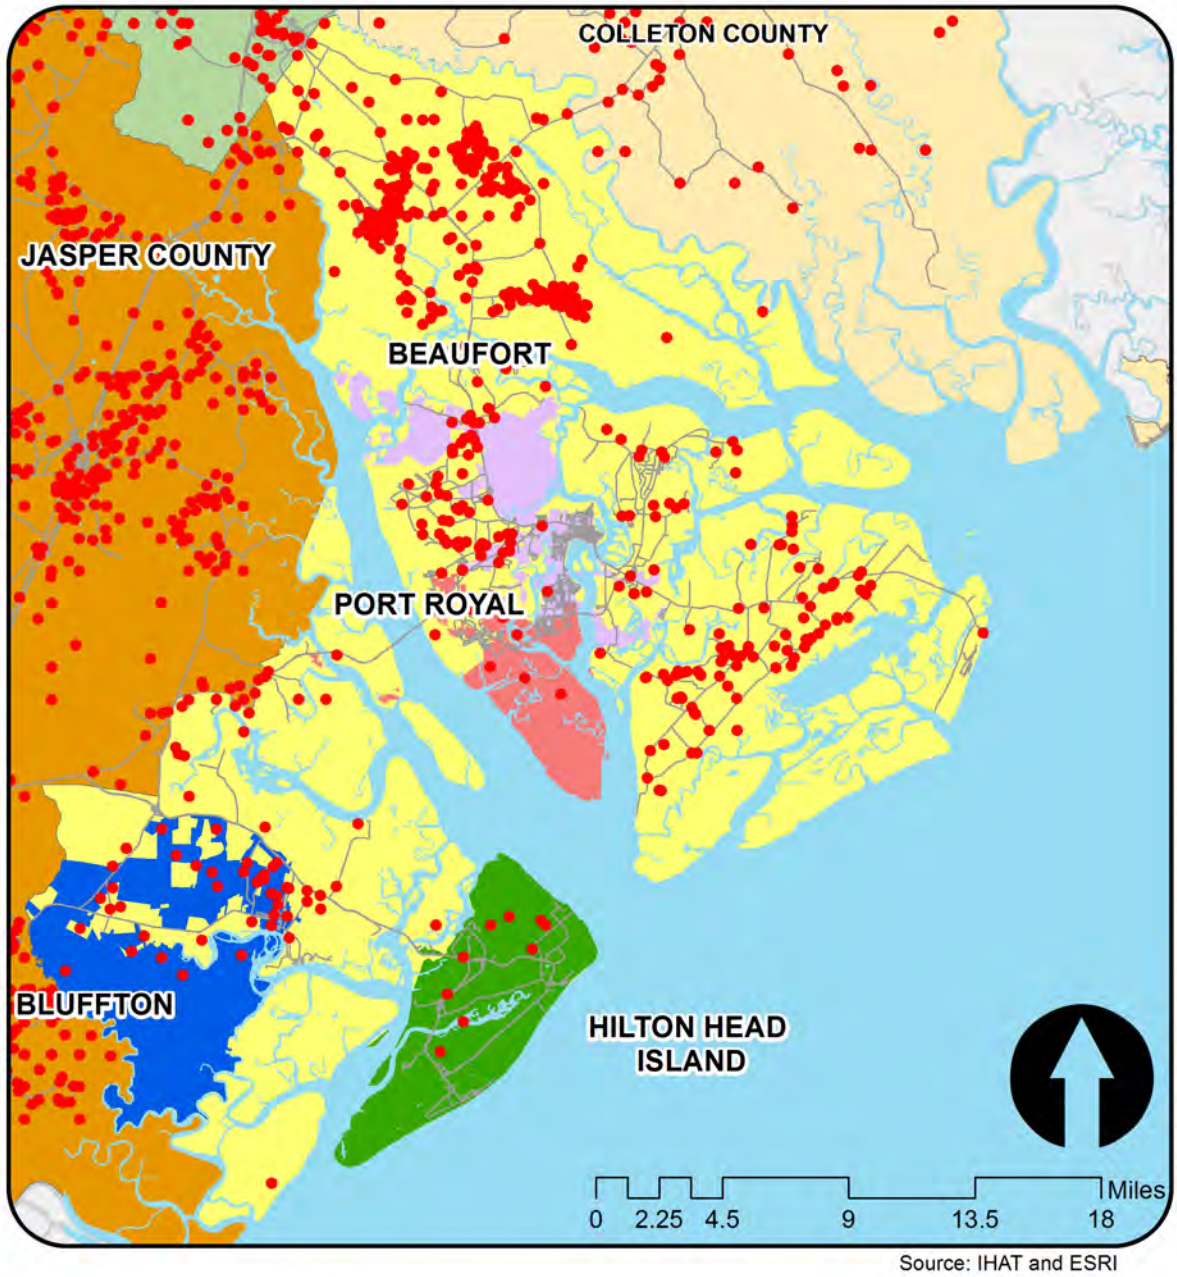 COLLETON COUNTY
JASPER COUNTY
BEAUFORT
PORT ROYAL
BLUFFTON
HILTON HEAD
ISLAND
Miles
0 2.25 4.5 9 13.5 18
Source: IHAT and ESRI